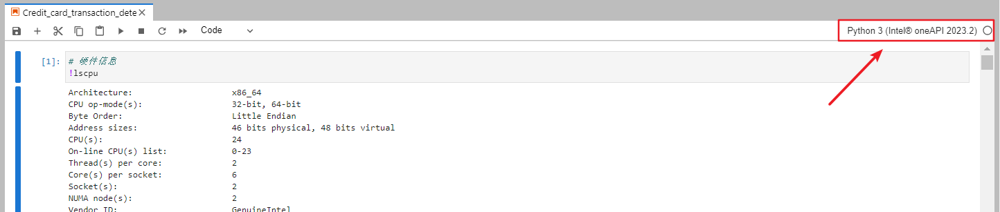 Credit_card_transaction_dete
Code
Python 3 (Intel® oneAPI 2023.2)
[1]: # 硬件信息
!lscpu
Architecture: x86_64
CPU op-mode(s): 32-bit, 64-bit
Byte Order: Little Endian
Address sizes: 46 bits physical, 48 bits virtual
CPU(s): 24
On-line CPU(s) list: 0-23
Thread(s) per core: 2
Core(s) per socket: 6
Socket(s): 2
NUMA node(s): 2
Vendor ID: GenuineIntel